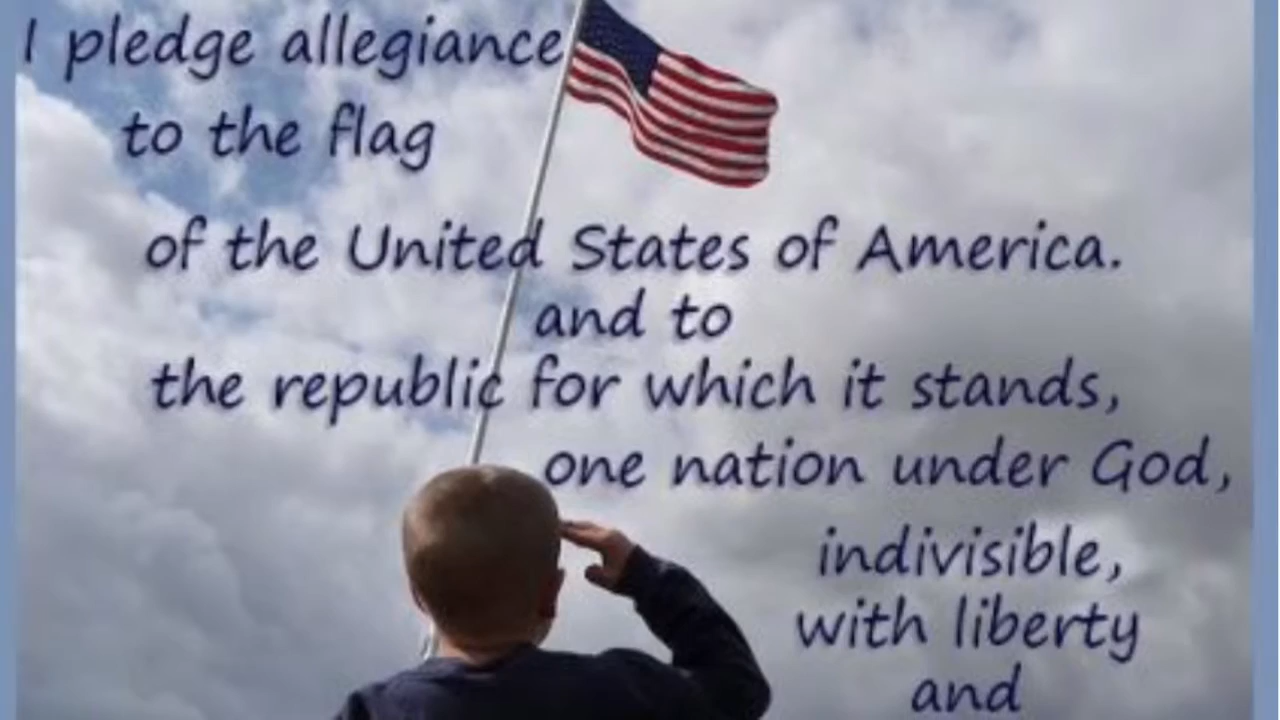 I pledge allegiance
to the flag
of the United States of America.
and to
the republic for which it stands,
one nation under God,
indivisible,
with liberty
and